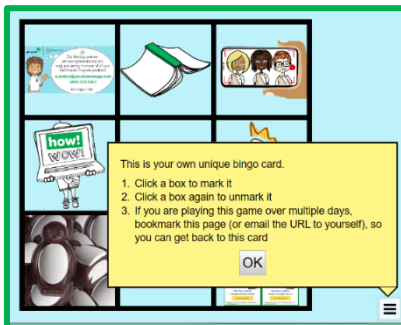 how!
WOW!
This is your own unique bingo card.
1. Click a box to mark it
2. Click a box again to unmark it
3. If you are playing this game over multiple days,
bookmark this page (or email the URL to yourself), so
you can get back to this card
OK